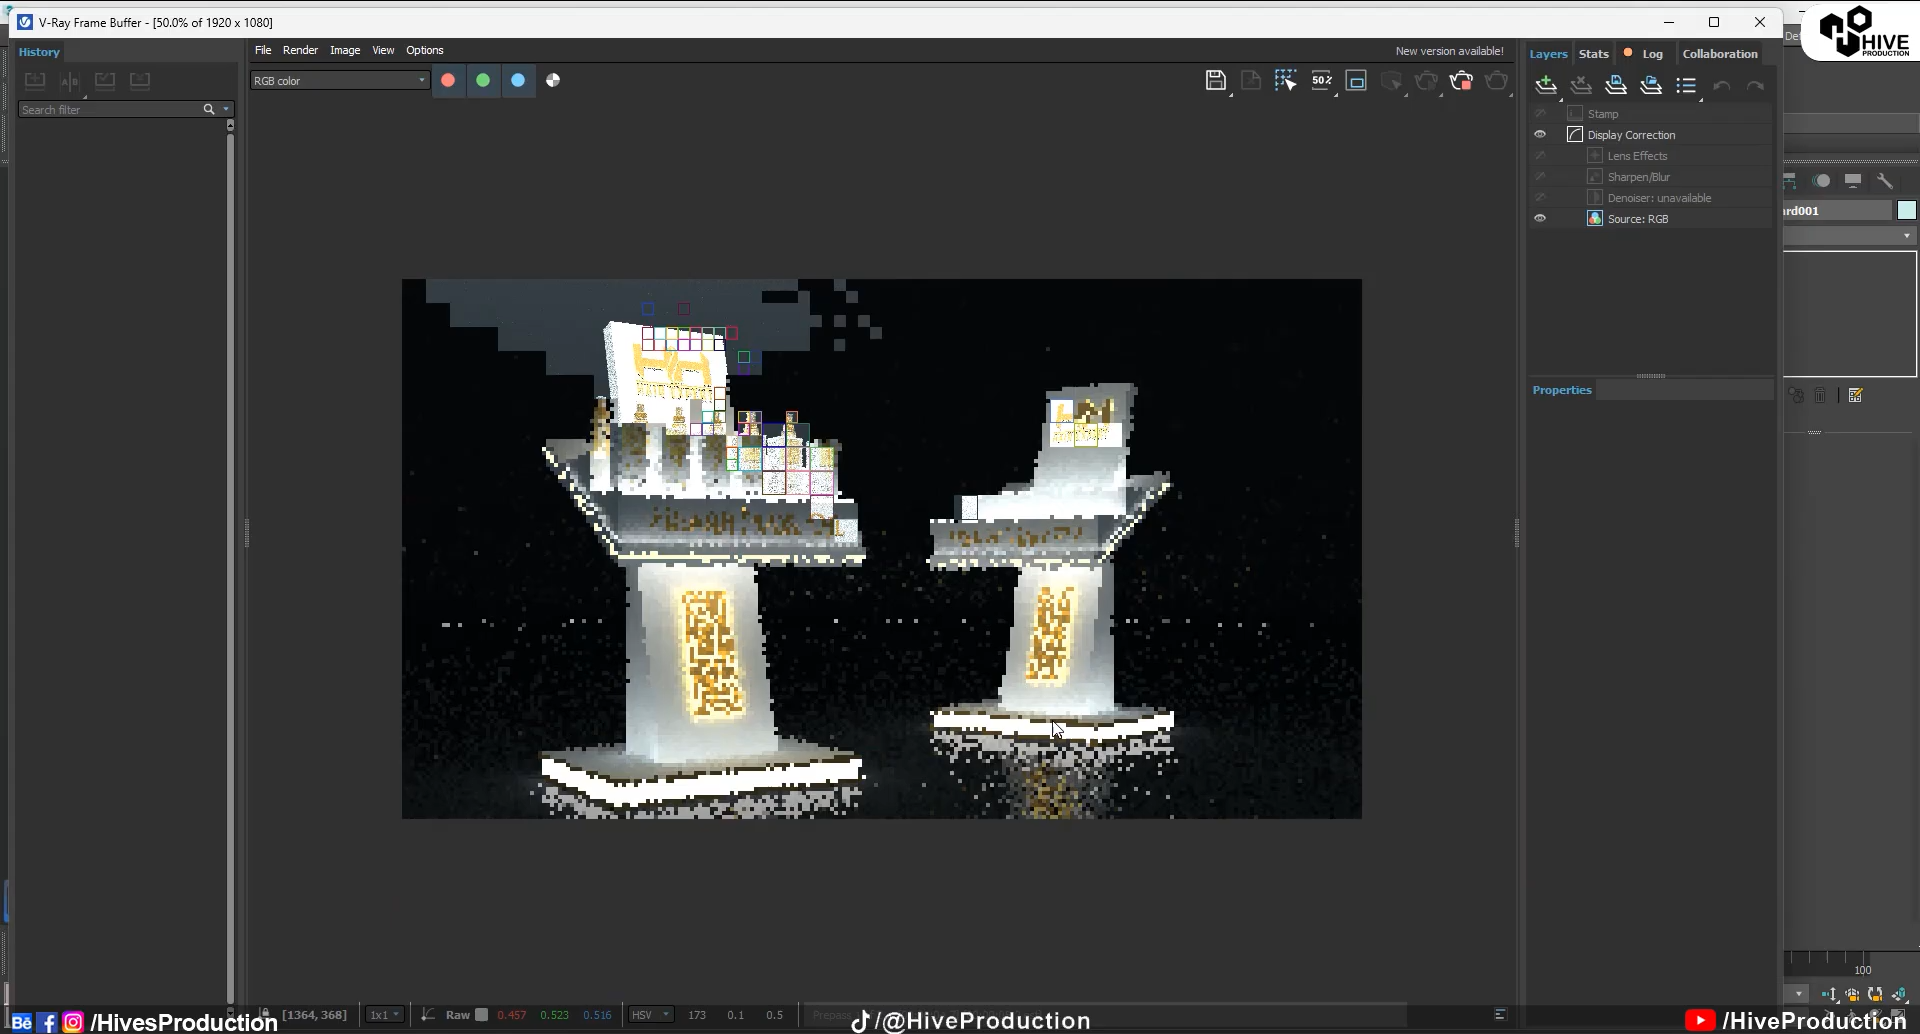 V-Ray Frame Buffer - [50.0% of 1920 x 1080]
HIVE
PRODUCTION
History
File Render Image View Options
New version available!
Layers Stats Log Collaboration
RGB color
50%
Search filter
Stamp
Display Correction
Lens Effects
Sharpen/Blur
Denoiser: unavailable
Source: RGB
ard001
Properties
100
[1364, 368] 1x1 Raw 0.457 0.523 0.516 HSV 173 0.1 0.5
Bē /HivesProduction
/@HiveProduction
/HiveProduction